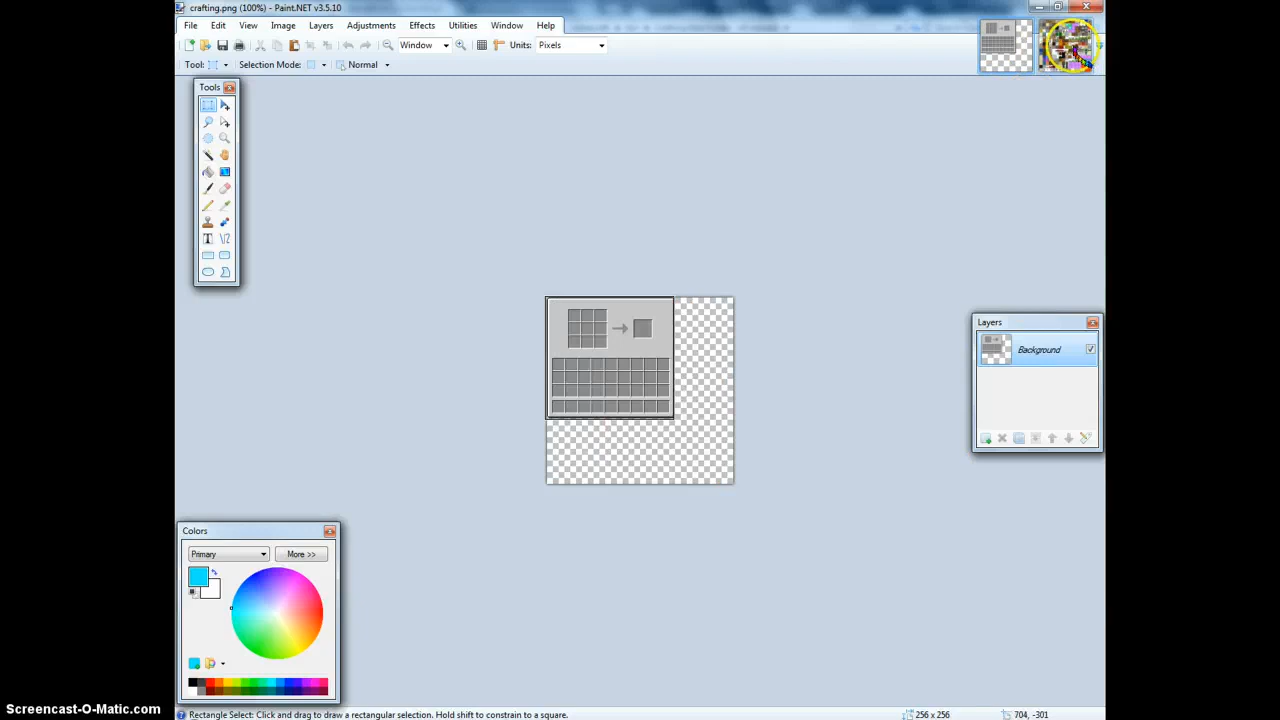 crafting.png (100%) - Paint.NET v3.5.10
File Edit View Image Layers Adjustments Effects Utilities Window Help
Window Units: Pixels
Tool: Selection Mode: Normal
Tools
Layers
Background
Colors
Primary More >>
Rectangle Select: Click and drag to draw a rectangular selection. Hold shift to constrain to a square. 256 x 256 704, -301
Screencast-O-Matic.com